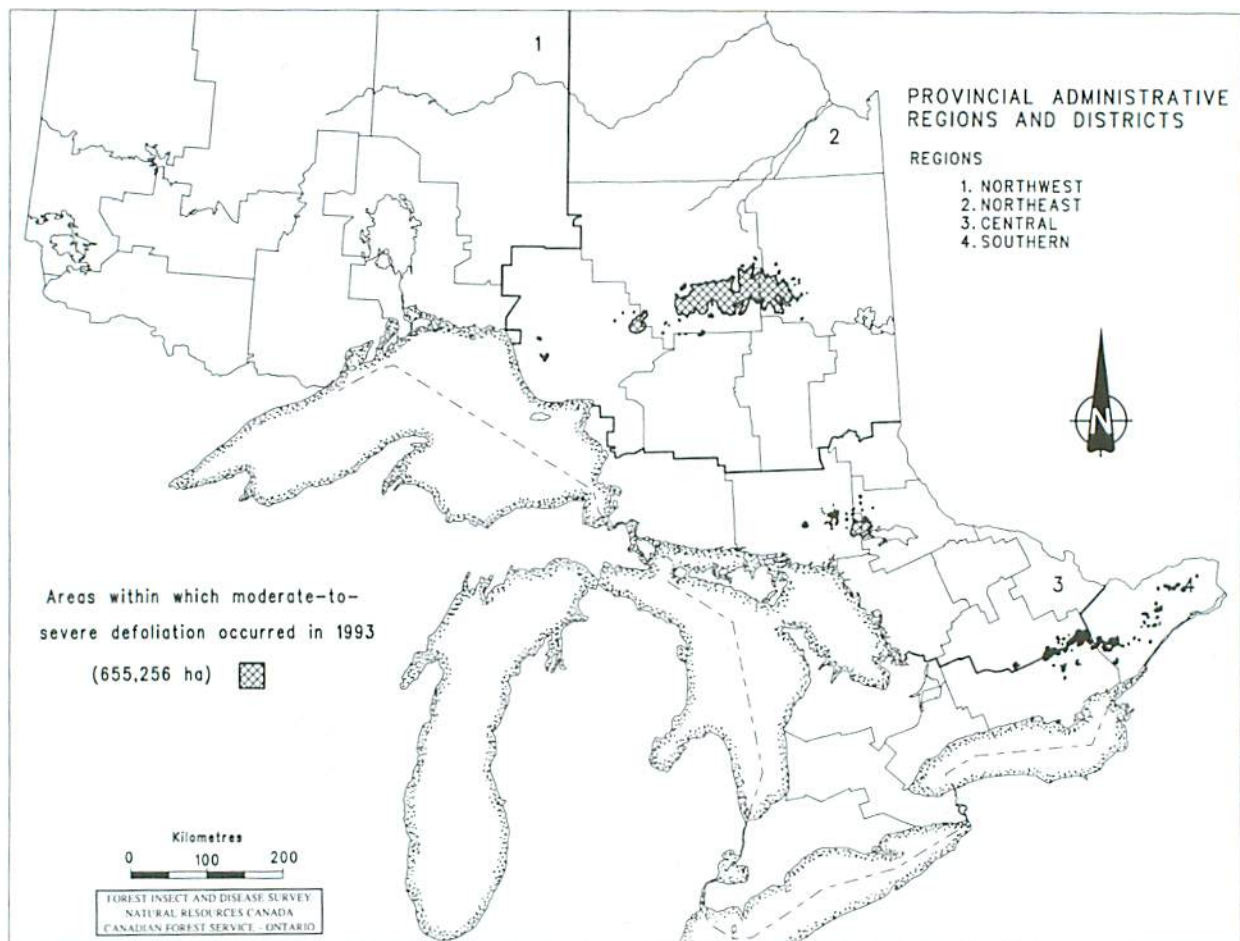 1
2
PROVINCIAL ADMINISTRATIVE
REGIONS AND DISTRICTS
REGIONS
1. NORTHWEST
2. NORTHEAST
3. CENTRAL
4. SOUTHERN
N
3
4
Areas within which moderate-to-
severe defoliation occurred in 1993
(655,256 ha)
Kilometres
0 100 200
FOREST INSECT AND DISEASE SURVEY
NATURAL RESOURCES CANADA
CANADIAN FOREST SERVICE - ONTARIO